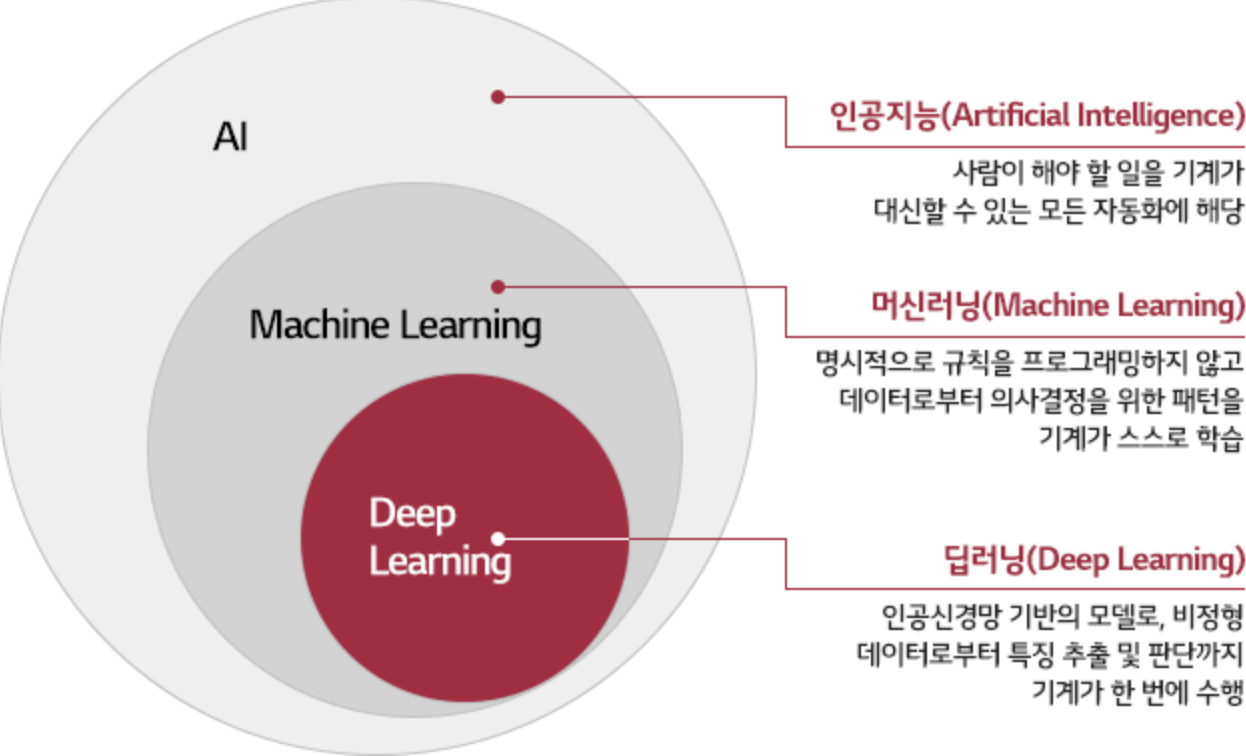 AI
인공지능(Artificial Intelligence)
사람이 해야 할 일을 기계가
대신할 수 있는 모든 자동화에 해당
Machine Learning
머신러닝(Machine Learning)
명시적으로 규칙을 프로그래밍하지 않고
데이터로부터 의사결정을 위한 패턴을
기계가 스스로 학습
Deep
Learning
딥러닝(Deep Learning)
인공신경망 기반의 모델로, 비정형
데이터로부터 특징 추출 및 판단까지
기계가 한 번에 수행